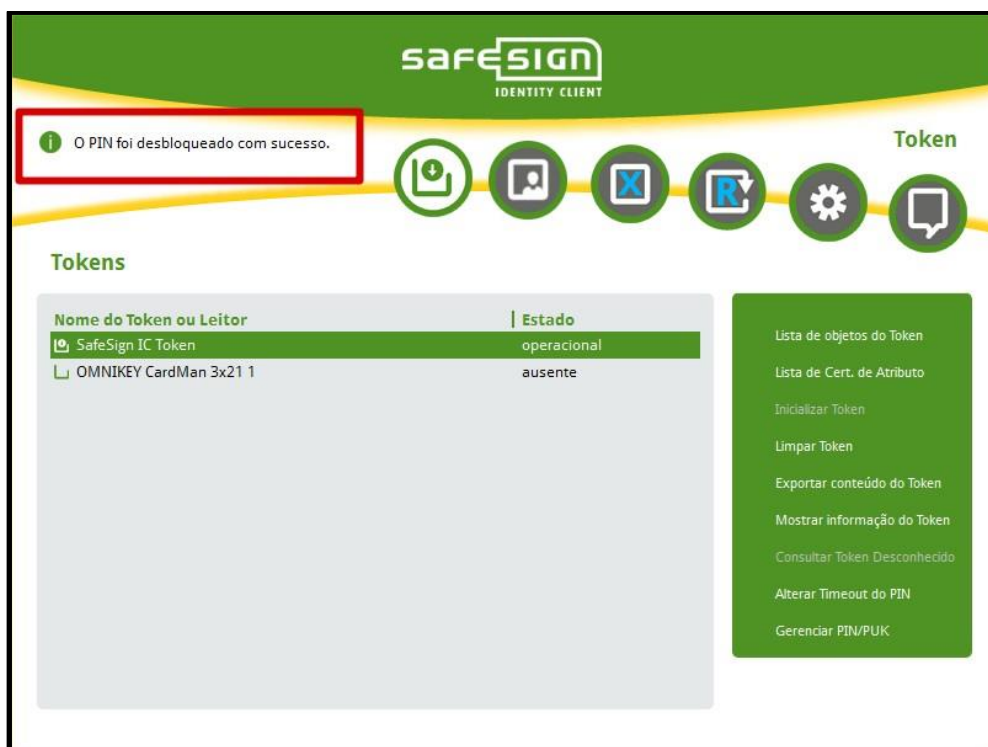 safesign
IDENTITY CLIENT
i O PIN foi desbloqueado com sucesso.
Token
X
R
Tokens
Nome do Token ou Leitor Estado
SafeSign IC Token operacional
OMNIKEY CardMan 3x21 1 ausente
Lista de objetos do Token
Lista de Cert. de Atributo
Inicializar Token
Limpar Token
Exportar conteúdo do Token
Mostrar informação do Token
Consultar Token Desconhecido
Alterar Timeout do PIN
Gerenciar PIN/PUK